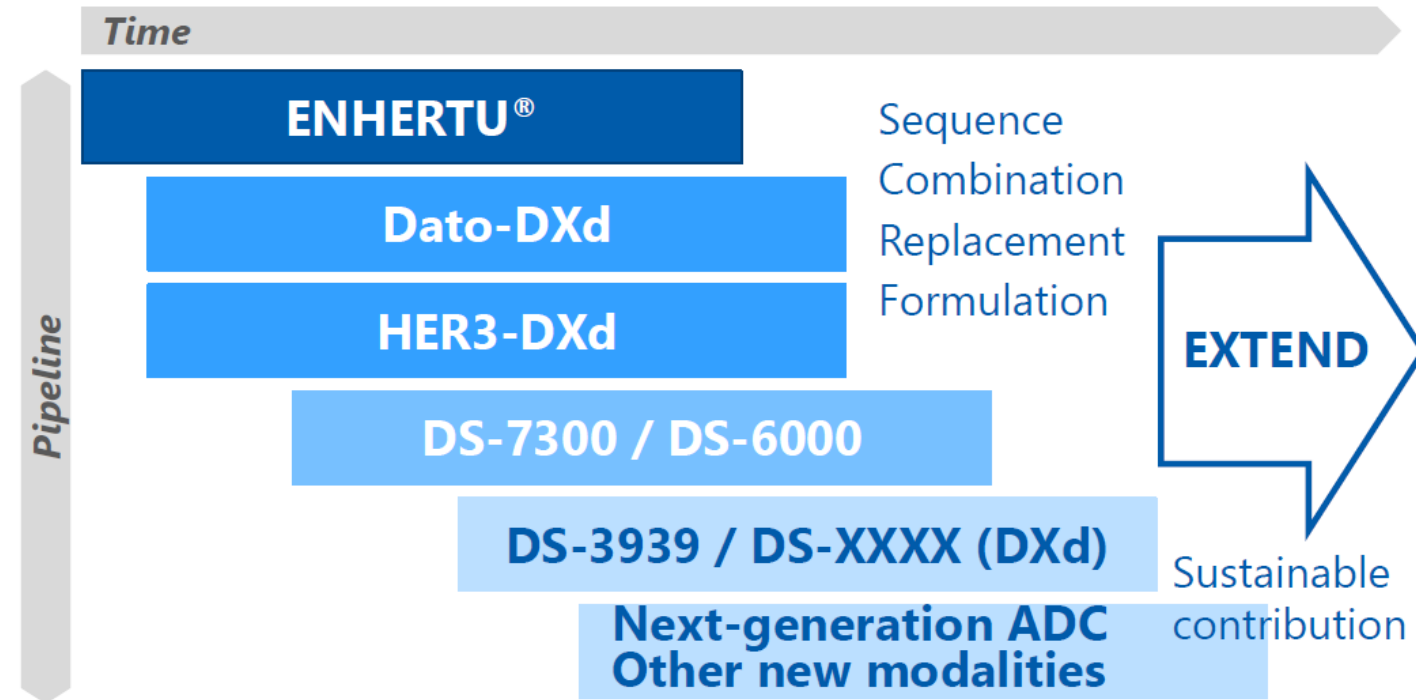 Time
Pipeline
ENHERTU®
Dato-DXd
HER3-DXd
DS-7300 / DS-6000
DS-3939 / DS-XXXX (DXd)
Next-generation ADC
Other new modalities
Sequence
Combination
Replacement
Formulation
EXTEND
Sustainable
contribution